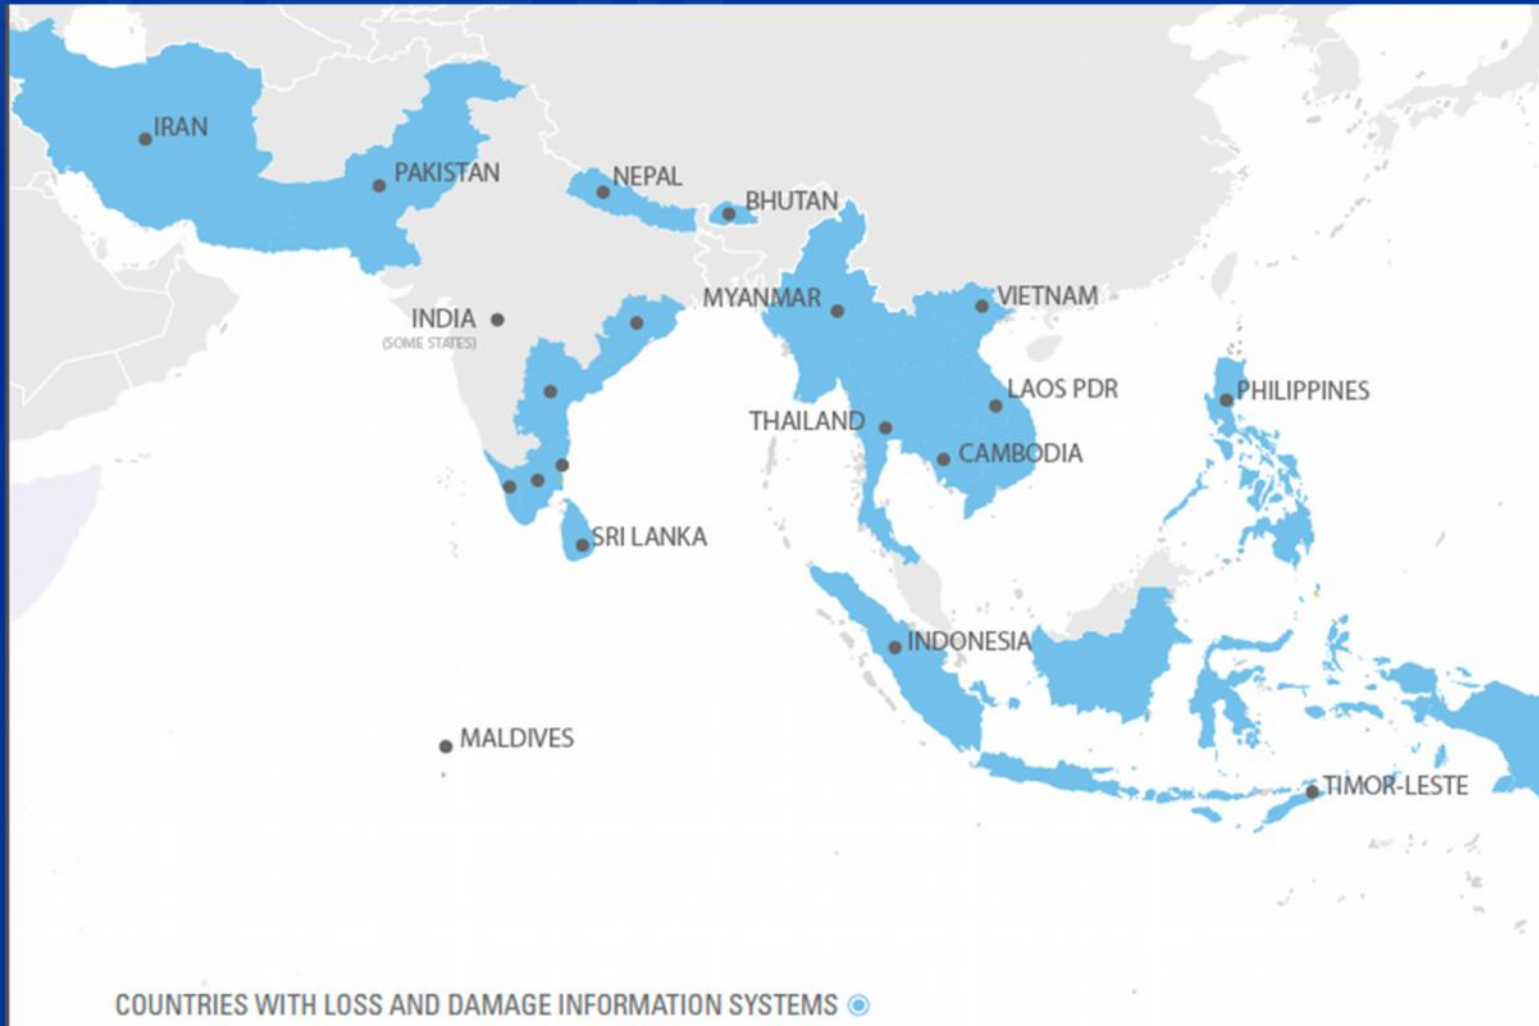 IRAN
PAKISTAN
NEPAL
BHUTAN
MYANMAR
VIETNAM
INDIA
(SOME STATES)
LAOS PDR
PHILIPPINES
THAILAND
CAMBODIA
SRI LANKA
INDONESIA
MALDIVES
TIMOR-LESTE
COUNTRIES WITH LOSS AND DAMAGE INFORMATION SYSTEMS